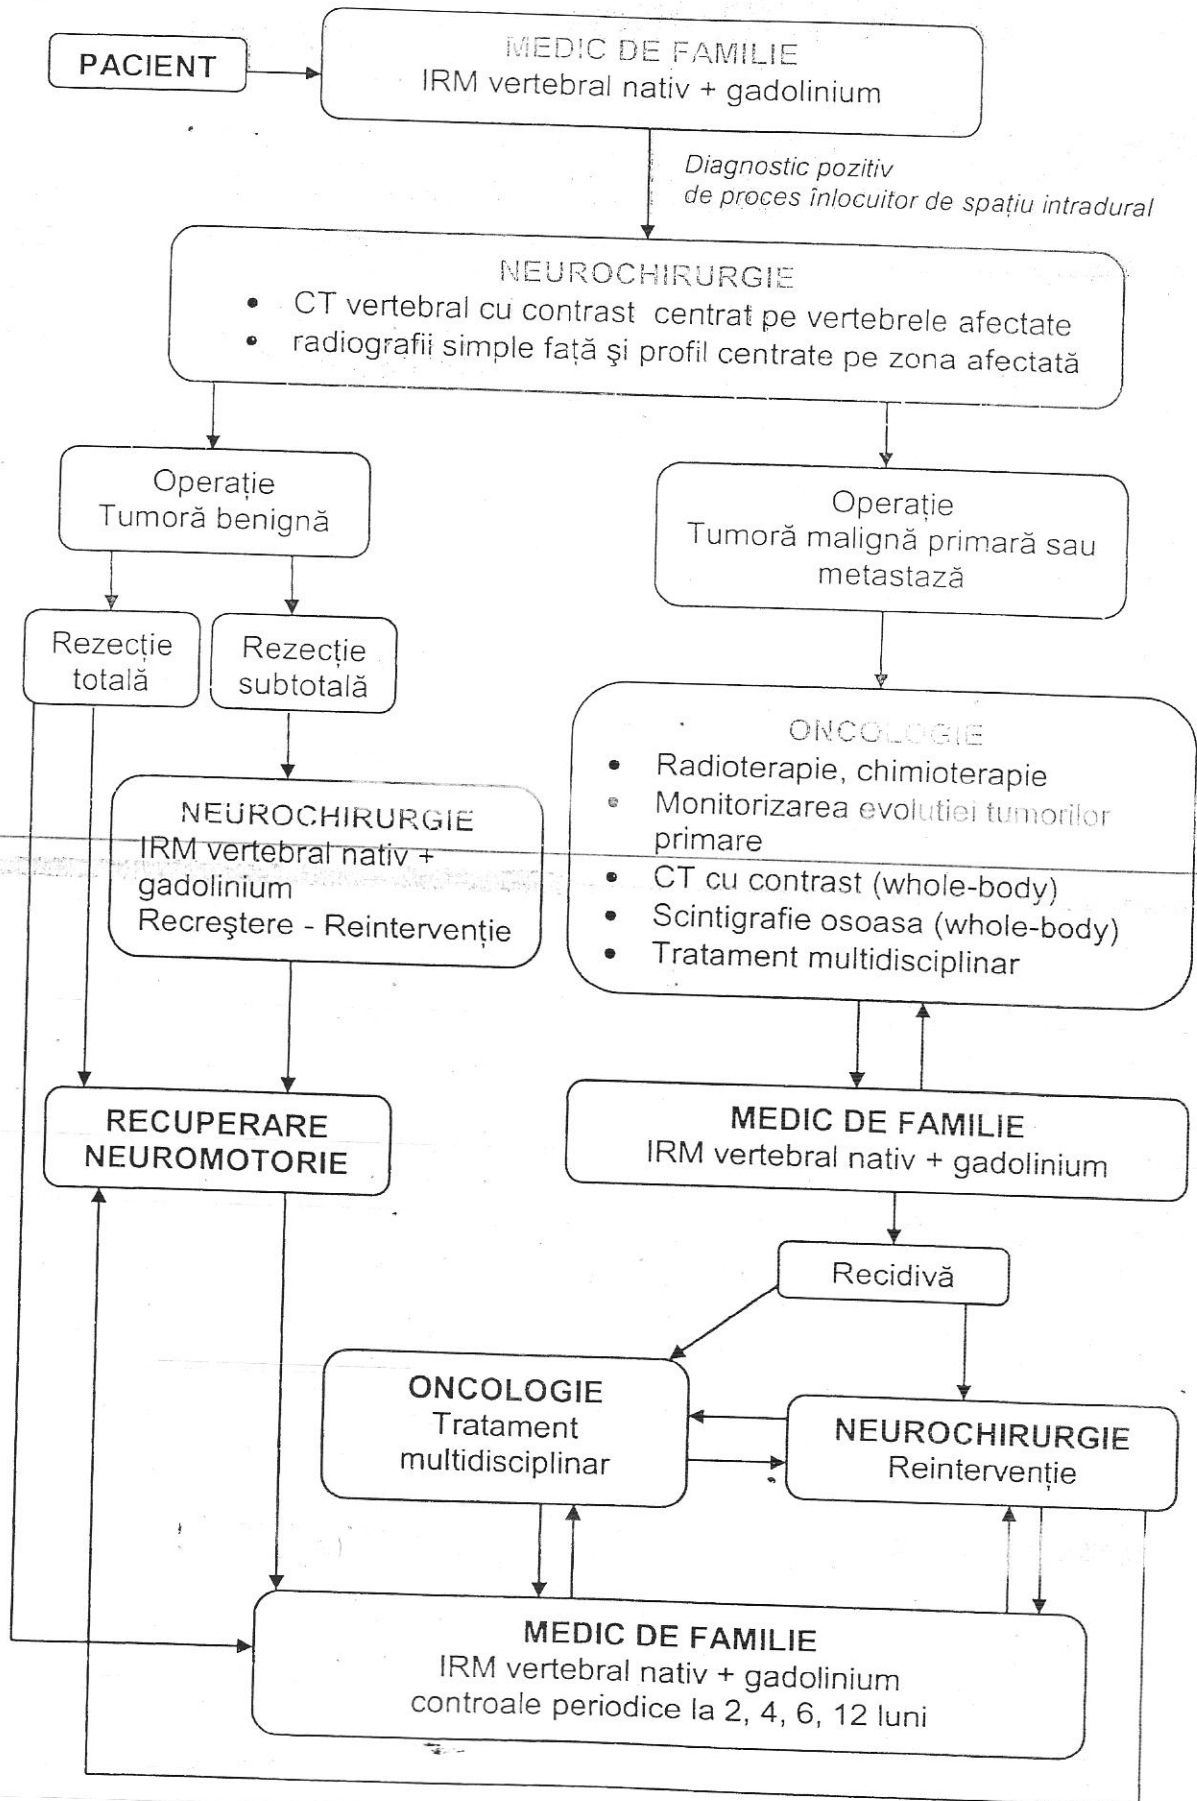 PACIENT
MEDIC DE FAMILIE
IRM vertebral nativ + gadolinium
Diagnostic pozitiv
de proces înlocuitor de spațiu intradural
NEUROCHIRURGIE
• CT vertebral cu contrast centrat pe vertebrele afectate
• radiografii simple față şi profil centrate pe zona afectată
Operație
Tumoră benignă
Operație
Tumoră malignă primară sau
metastază
Rezecție
totală
Rezecție
subtotală
NEUROCHIRURGIE
IRM vertebral nativ +
gadolinium
Recreştere - Reintervenție
ONCOLOGIE
• Radioterapie, chimioterapie
• Monitorizarea evolutiei tumorilor
primare
• CT cu contrast (whole-body)
• Scintigrafie osoasa (whole-body)
• Tratament multidisciplinar
RECUPERARE
NEUROMOTORIE
MEDIC DE FAMILIE
IRM vertebral nativ + gadolinium
Recidivă
ONCOLOGIE
Tratament
multidisciplinar
NEUROCHIRURGIE
Reintervenție
MEDIC DE FAMILIE
IRM vertebral nativ + gadolinium
controale periodice la 2, 4, 6, 12 luni